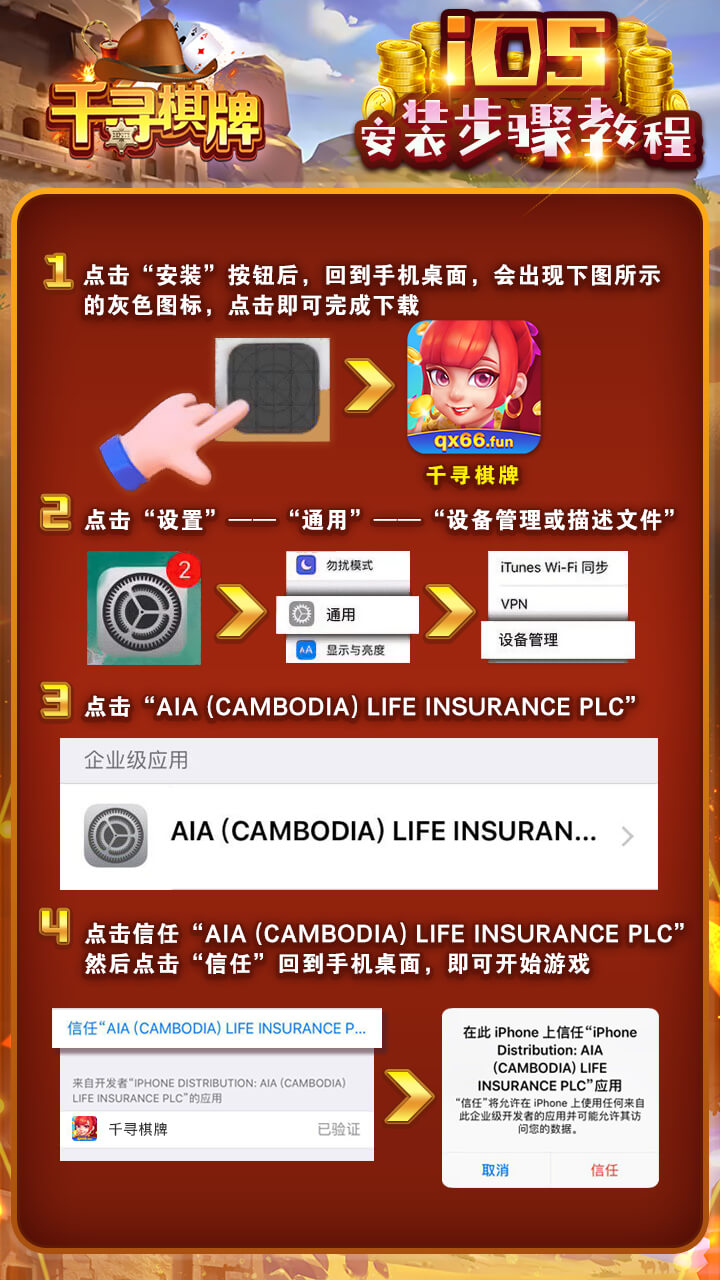 千寻棋牌
iOS
安装步骤教程
1 点击“安装”按钮后，回到手机桌面，会出现下图所示
的灰色图标，点击即可完成下载
qx66.fun
千寻棋牌
2 点击“设置”——“通用”——“设备管理或描述文件”
2
勿扰模式
通用
AA 显示与亮度
iTunes Wi-Fi 同步
VPN
设备管理
3 点击“AIA (CAMBODIA) LIFE INSURANCE PLC”
企业级应用
AIA (CAMBODIA) LIFE INSURAN...
4 点击信任“AIA (CAMBODIA) LIFE INSURANCE PLC”
然后点击“信任”回到手机桌面，即可开始游戏
信任“AIA (CAMBODIA) LIFE INSURANCE P...
来自开发者“IPHONE DISTRIBUTION: AIA (CAMBODIA)
LIFE INSURANCE PLC”的应用
千寻棋牌 已验证
在此 iPhone 上信任“iPhone
Distribution: AIA
(CAMBODIA) LIFE
INSURANCE PLC”应用
“信任”将允许在 iPhone 上使用任何来自
此企业级开发者的应用并可能允许其访
问您的数据。
取消 信任